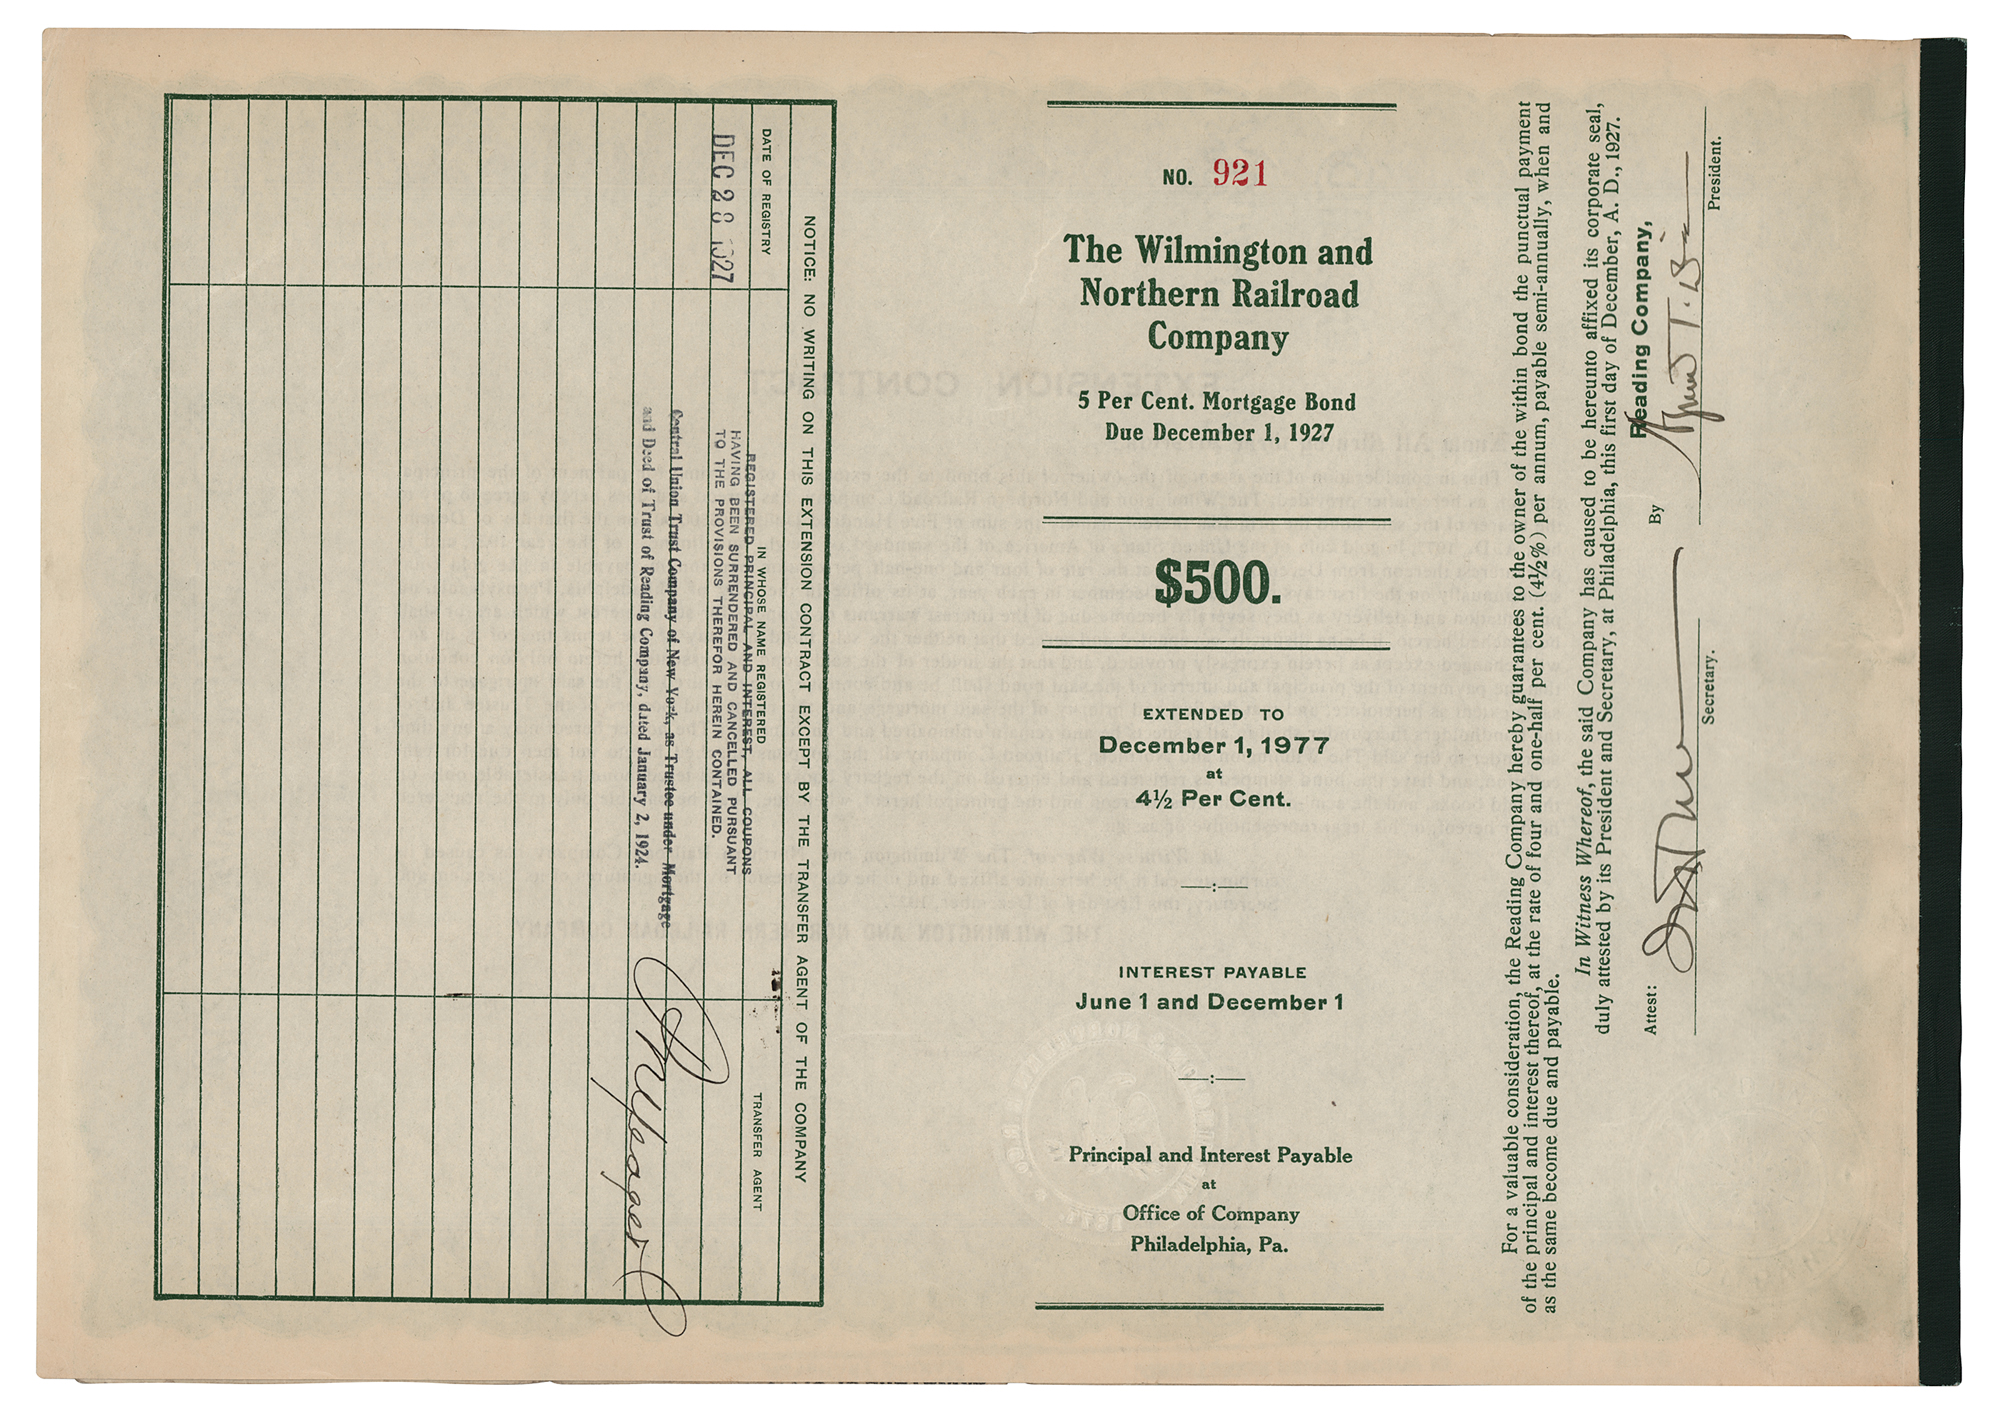 NO. 921
The Wilmington and
Northern Railroad
Company
5 Per Cent. Mortgage Bond
Due December 1, 1927
$500.
EXTENDED TO
December 1, 1977
at
4½ Per Cent.
INTEREST PAYABLE
June 1 and December 1
Principal and Interest Payable
at
Office of Company
Philadelphia, Pa.
NOTICE: NO WRITING ON THIS EXTENSION CONTRACT EXCEPT BY THE TRANSFER AGENT OF THE COMPANY
DATE OF REGISTRY
IN WHOSE NAME REGISTERED
TRANSFER AGENT
DEC 28 1927
REGISTERED PRINCIPAL AND INTEREST, ALL COUPONS
HAVING BEEN SURRENDERED AND CANCELLED PURSUANT
TO THE PROVISIONS THEREFOR HEREIN CONTAINED.
Central Union Trust Company of New York, as Trustee under Mortgage
and Deed of Trust of Reading Company, dated January 2, 1924.
For a valuable consideration, the Reading Company hereby guarantees to the owner of the within bond the punctual payment
of the principal and interest thereof, at the rate of four and one-half per cent. (4½%) per annum, payable semi-annually, when and
as the same become due and payable.
In Witness Whereof, the said Company has caused to be hereunto affixed its corporate seal,
duly attested by its President and Secretary, at Philadelphia, this first day of December, A. D., 1927.
Reading Company,
By
President.
Attest:
Secretary.